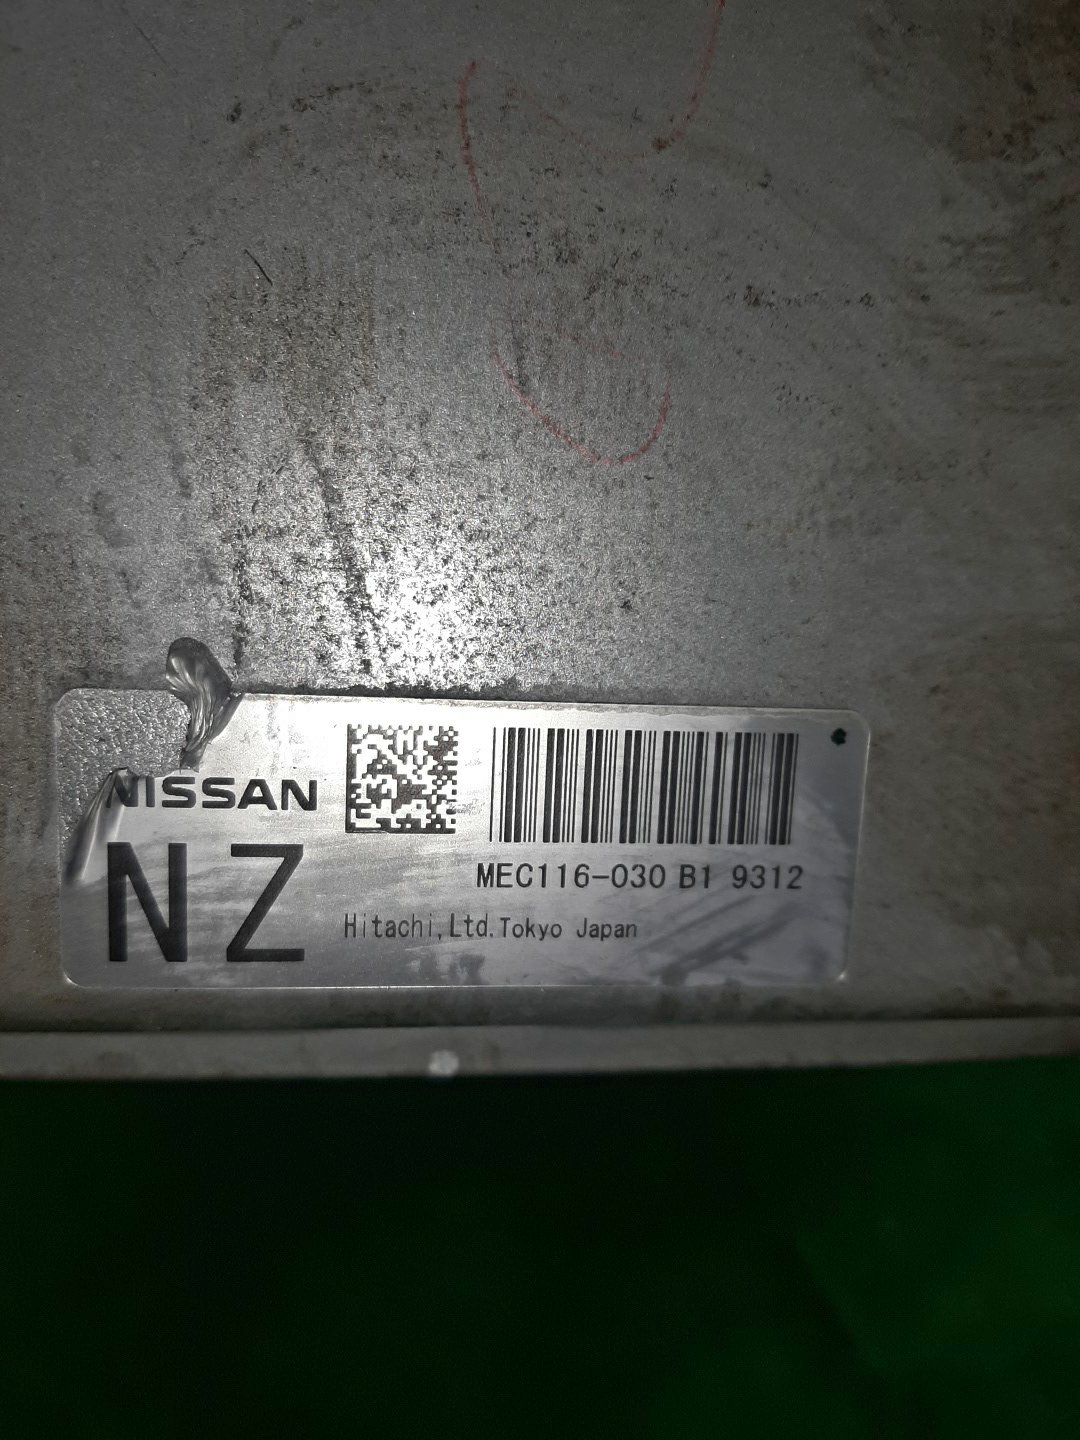 NISSAN
NZ
MEC116-030 B1 9312
Hitachi,Ltd.Tokyo Japan